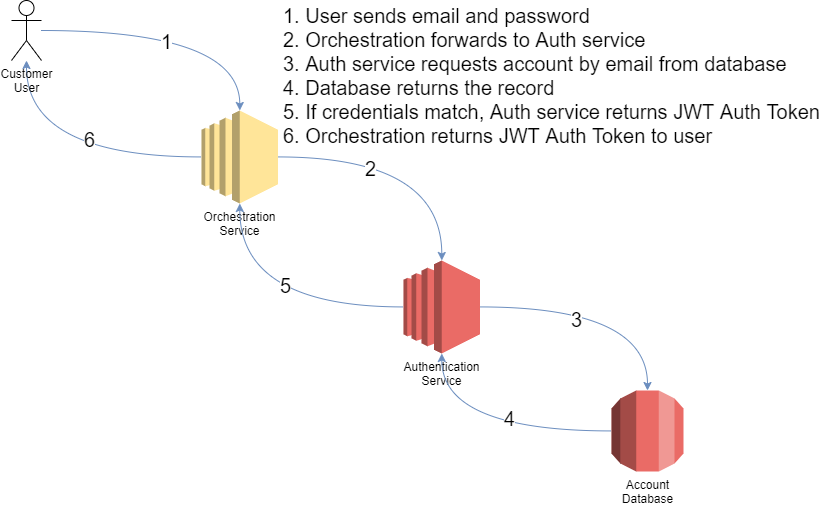 1. User sends email and password
2. Orchestration forwards to Auth service
3. Auth service requests account by email from database
4. Database returns the record
5. If credentials match, Auth service returns JWT Auth Token
6. Orchestration returns JWT Auth Token to user
1
Customer
User
6
2
Orchestration
Service
5
3
Authentication
Service
4
Account
Database